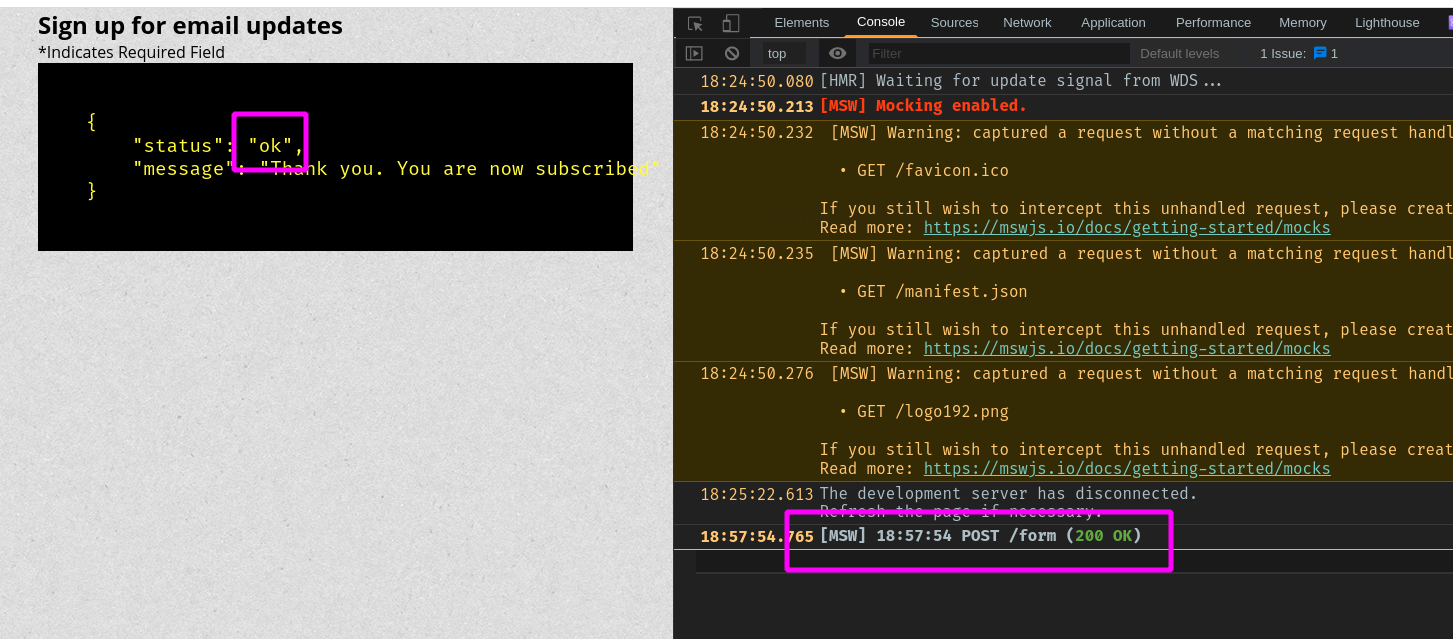 Sign up for email updates
*Indicates Required Field
{
"status": "ok",
"message": "Thank you. You are now subscribed"
}
Elements Console Sources Network Application Performance Memory Lighthouse
top Filter Default levels 1 Issue: 1
18:24:50.080 [HMR] Waiting for update signal from WDS...
18:24:50.213 [MSW] Mocking enabled.
18:24:50.232 [MSW] Warning: captured a request without a matching request handl
• GET /favicon.ico
If you still wish to intercept this unhandled request, please creat
Read more: https://mswjs.io/docs/getting-started/mocks
18:24:50.235 [MSW] Warning: captured a request without a matching request handl
• GET /manifest.json
If you still wish to intercept this unhandled request, please creat
Read more: https://mswjs.io/docs/getting-started/mocks
18:24:50.276 [MSW] Warning: captured a request without a matching request handl
• GET /logo192.png
If you still wish to intercept this unhandled request, please creat
Read more: https://mswjs.io/docs/getting-started/mocks
18:25:22.613 The development server has disconnected.
Refresh the page if necessary.
18:57:54.765 [MSW] 18:57:54 POST /form (200 OK)